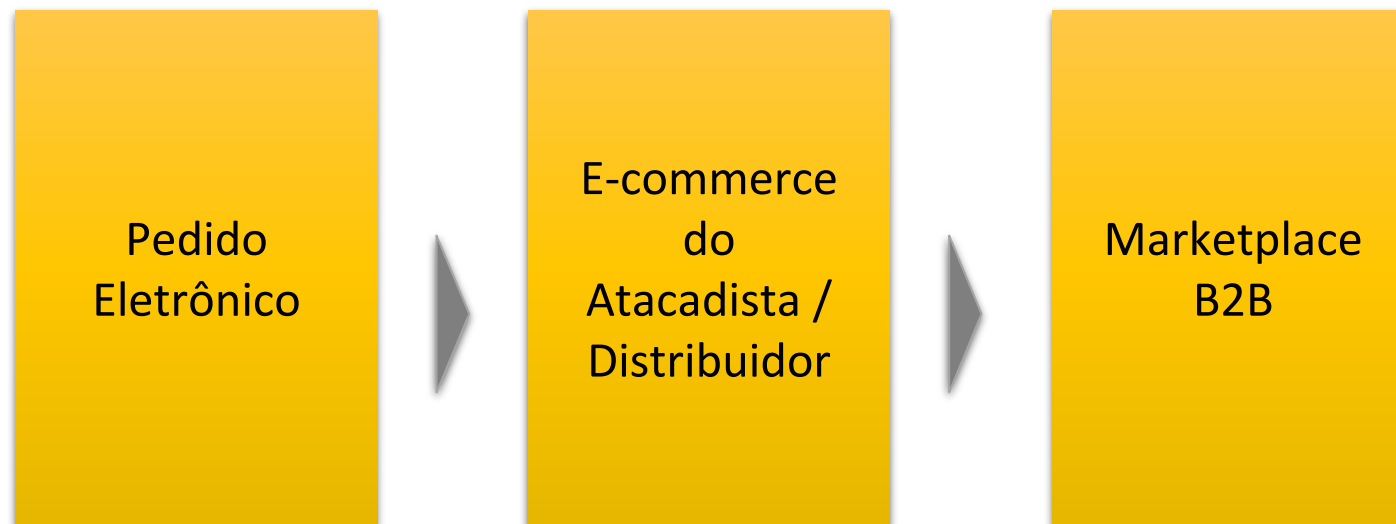 Pedido
Eletrônico
E-commerce
do
Atacadista /
Distribuidor
Marketplace
B2B